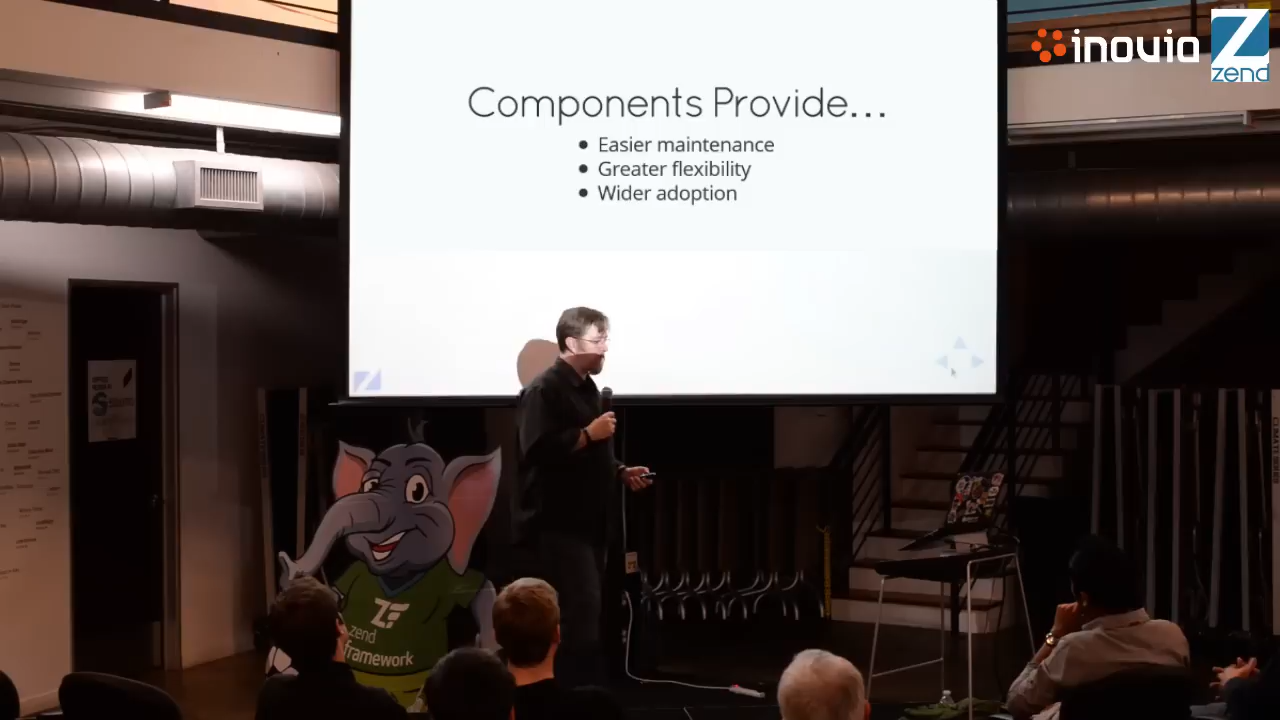 inovia
zend
Components Provide...
Easier maintenance
Greater flexibility
Wider adoption
zend
framework